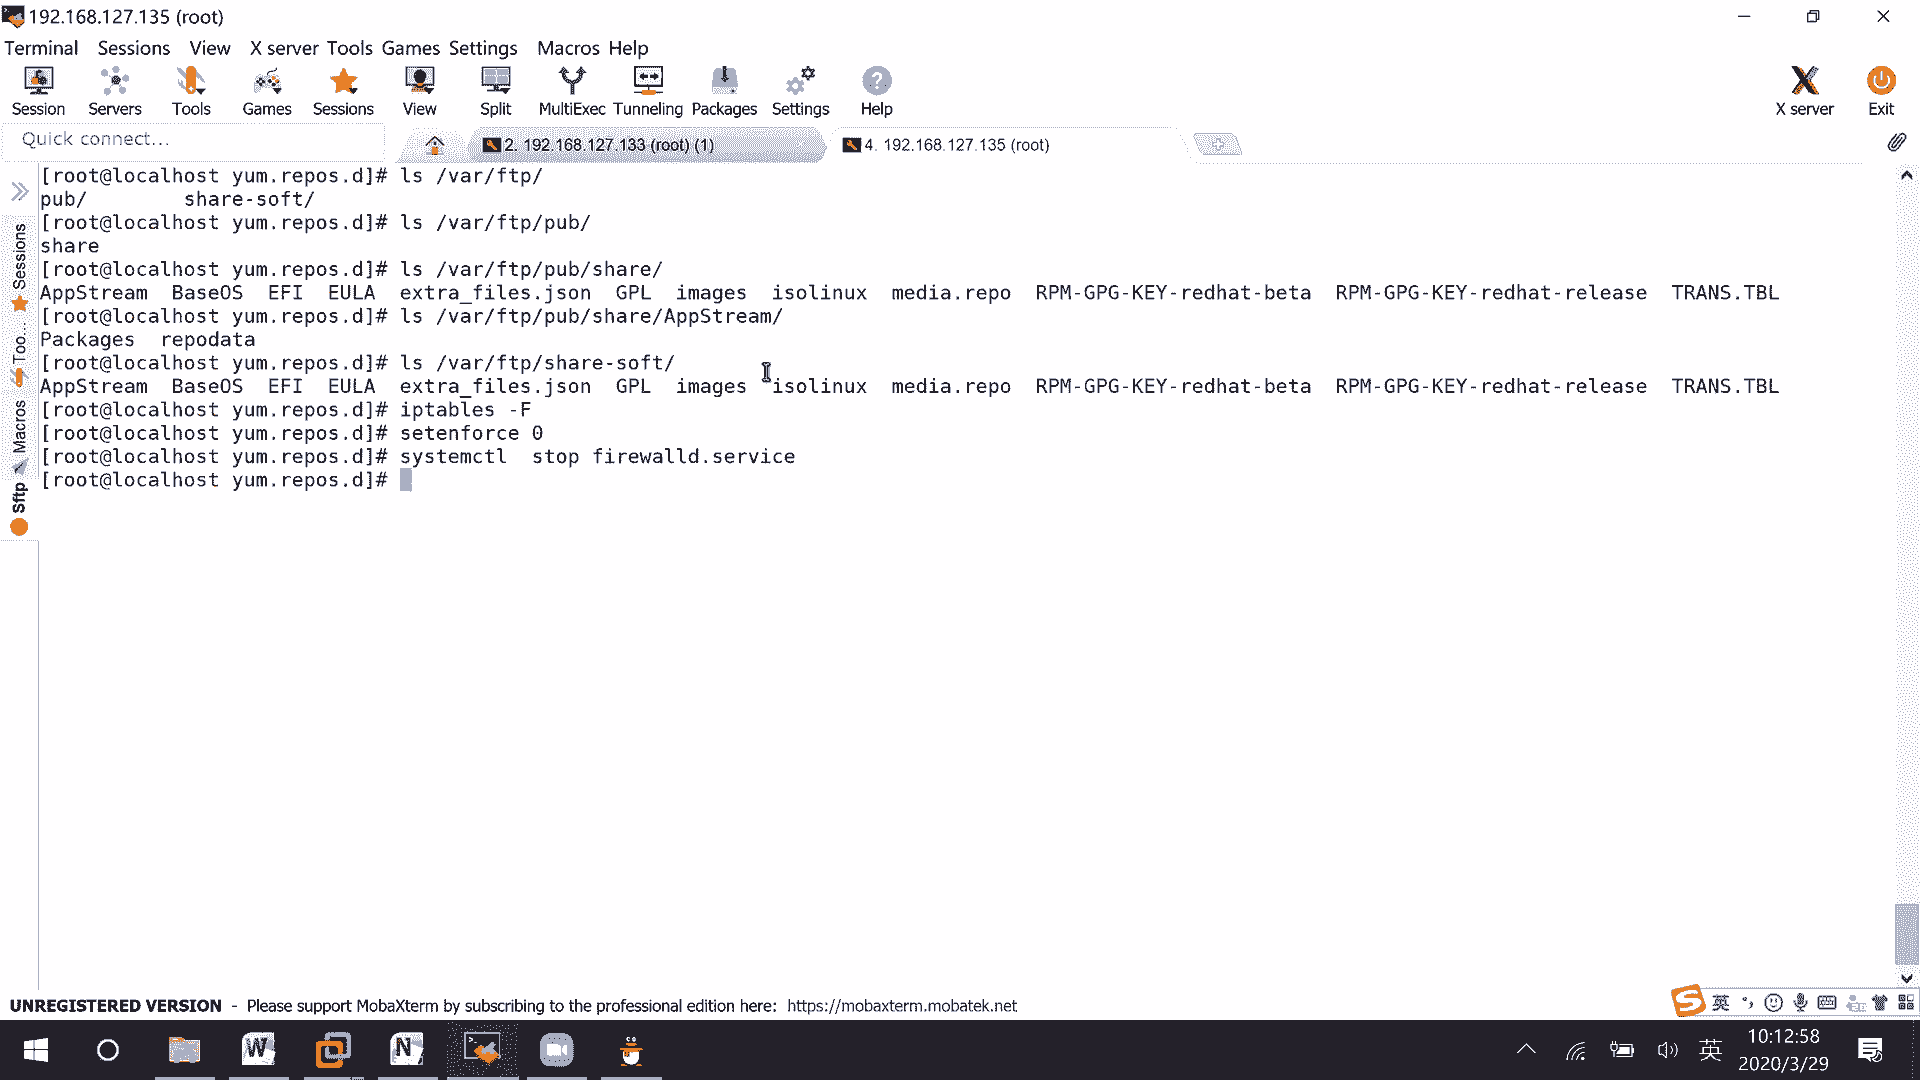 192.168.127.135 (root)
Terminal Sessions View X server Tools Games Settings Macros Help
Session Servers Tools Games Sessions View Split MultiExec Tunneling Packages Settings Help X server Exit
Quick connect...
2. 192.168.127.133 (root) (1)
4. 192.168.127.135 (root)
[root@localhost yum.repos.d]# ls /var/ftp/
pub/ share-soft/
[root@localhost yum.repos.d]# ls /var/ftp/pub/
share
[root@localhost yum.repos.d]# ls /var/ftp/pub/share/
AppStream BaseOS EFI EULA extra_files.json GPL images isolinux media.repo RPM-GPG-KEY-redhat-beta RPM-GPG-KEY-redhat-release TRANS.TBL
[root@localhost yum.repos.d]# ls /var/ftp/pub/share/AppStream/
Packages repodata
[root@localhost yum.repos.d]# ls /var/ftp/share-soft/
AppStream BaseOS EFI EULA extra_files.json GPL images isolinux media.repo RPM-GPG-KEY-redhat-beta RPM-GPG-KEY-redhat-release TRANS.TBL
[root@localhost yum.repos.d]# iptables -F
[root@localhost yum.repos.d]# setenforce 0
[root@localhost yum.repos.d]# systemctl stop firewalld.service
[root@localhost yum.repos.d]#
Sessions
Too...
Macros
Sftp
UNREGISTERED VERSION - Please support MobaXterm by subscribing to the professional edition here: https://mobaxterm.mobatek.net
英
英
10:12:58
2020/3/29